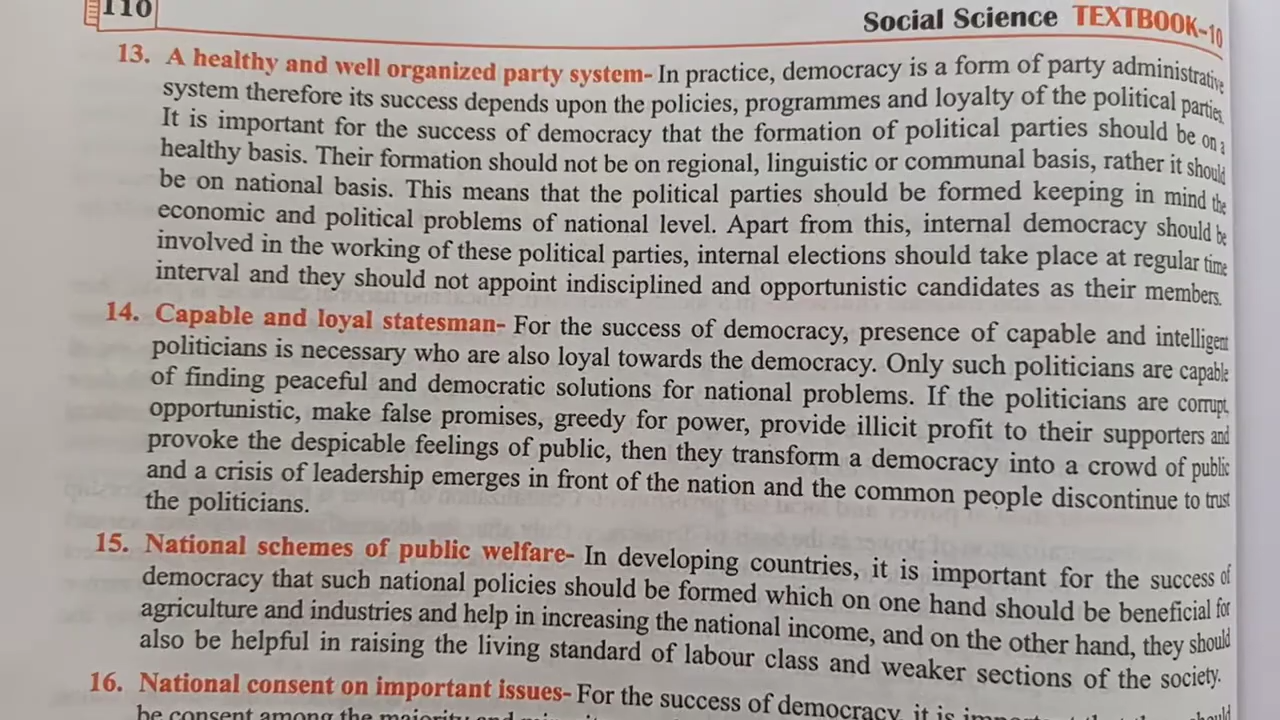 110
Social Science TEXTBOOK-10
13. A healthy and well organized party system- In practice, democracy is a form of party administrative
system therefore its success depends upon the policies, programmes and loyalty of the political parties.
It is important for the success of democracy that the formation of political parties should be on a
healthy basis. Their formation should not be on regional, linguistic or communal basis, rather it should
be on national basis. This means that the political parties should be formed keeping in mind the
economic and political problems of national level. Apart from this, internal democracy should be
involved in the working of these political parties, internal elections should take place at regular time
interval and they should not appoint indisciplined and opportunistic candidates as their members.
14. Capable and loyal statesman- For the success of democracy, presence of capable and intelligent
politicians is necessary who are also loyal towards the democracy. Only such politicians are capable
of finding peaceful and democratic solutions for national problems. If the politicians are corrupt,
opportunistic, make false promises, greedy for power, provide illicit profit to their supporters and
provoke the despicable feelings of public, then they transform a democracy into a crowd of public
and a crisis of leadership emerges in front of the nation and the common people discontinue to trust
the politicians.
15. National schemes of public welfare- In developing countries, it is important for the success of
democracy that such national policies should be formed which on one hand should be beneficial for
agriculture and industries and help in increasing the national income, and on the other hand, they should
also be helpful in raising the living standard of labour class and weaker sections of the society.
16. National consent on important issues- For the success of democracy, it is
be consent among the majority and